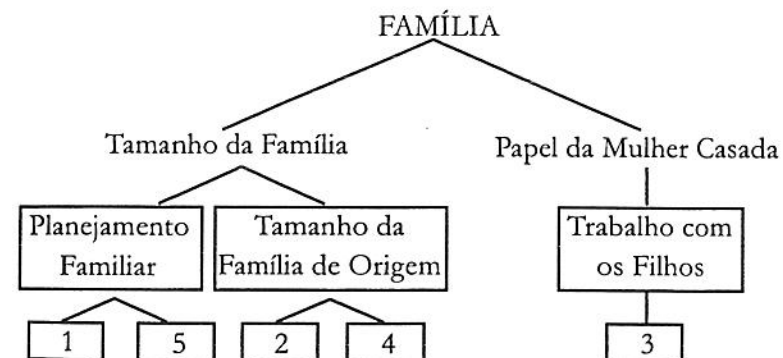 FAMÍLIA
Tamanho da Família
Papel da Mulher Casada
Planejamento
Familiar
Tamanho da
Família de Origem
Trabalho com
os Filhos
1
5
2
4
3